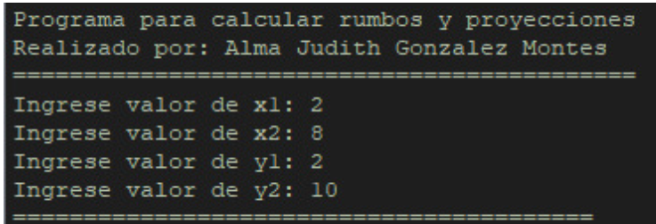 Programa para calcular rumbos y proyecciones
Realizado por: Alma Judith Gonzalez Montes
============================================
Ingrese valor de x1: 2
Ingrese valor de x2: 8
Ingrese valor de y1: 2
Ingrese valor de y2: 10
=========================================